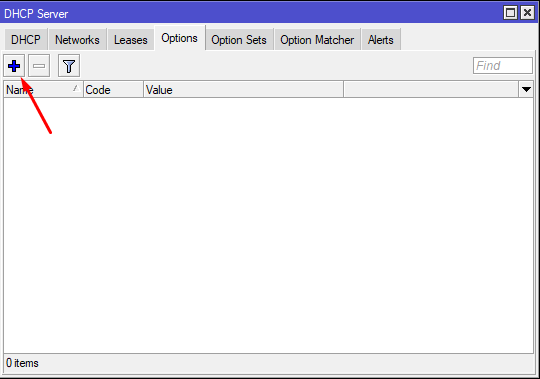 DHCP Server
DHCP Networks Leases Options Option Sets Option Matcher Alerts
Find
Name Code Value
0 items